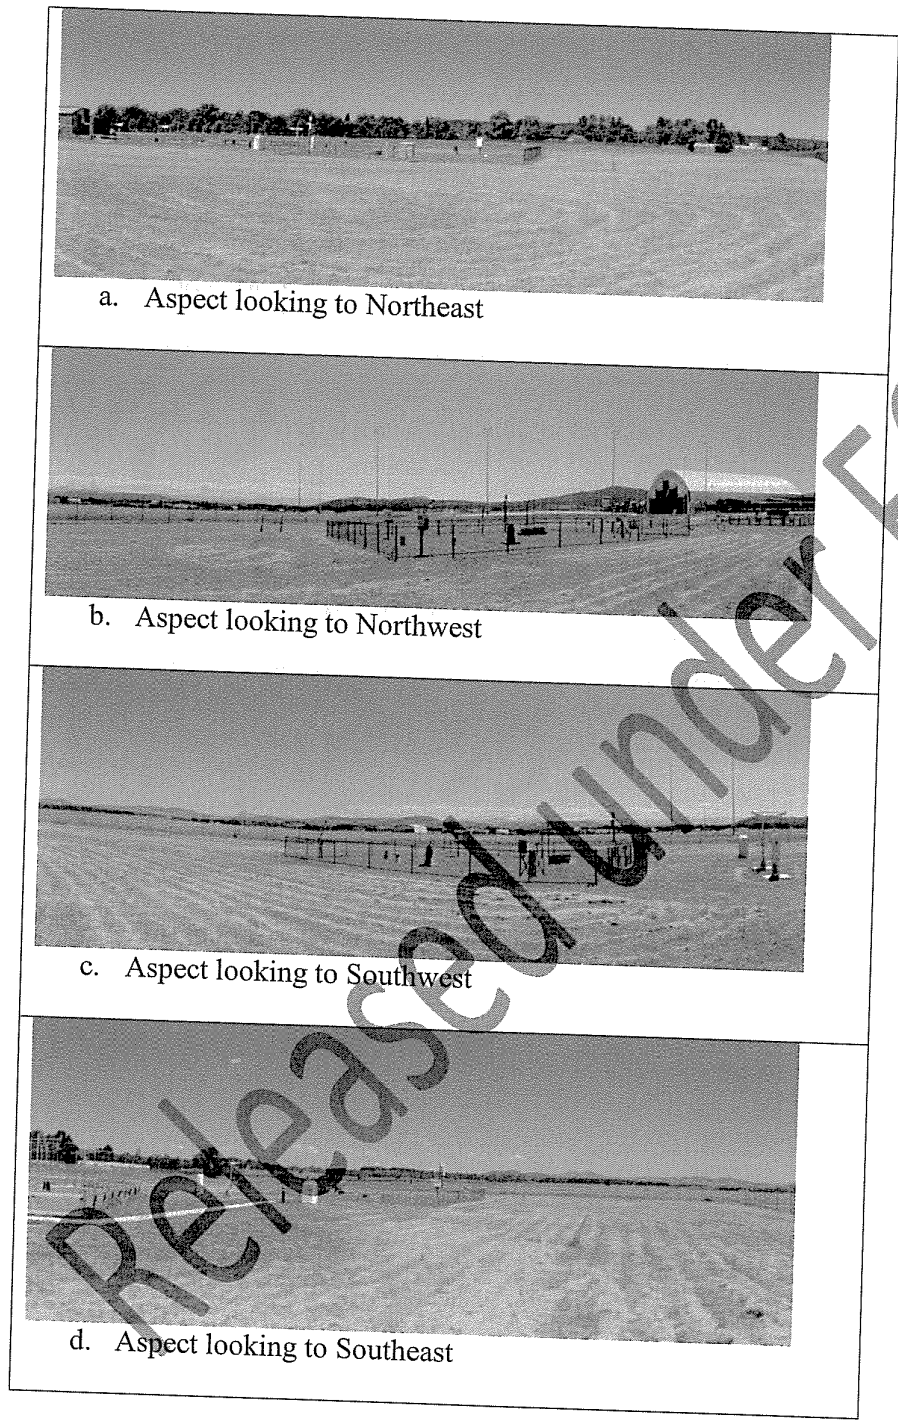 a. Aspect looking to Northeast
b. Aspect looking to Northwest
c. Aspect looking to Southwest
d. Aspect looking to Southeast
Released under